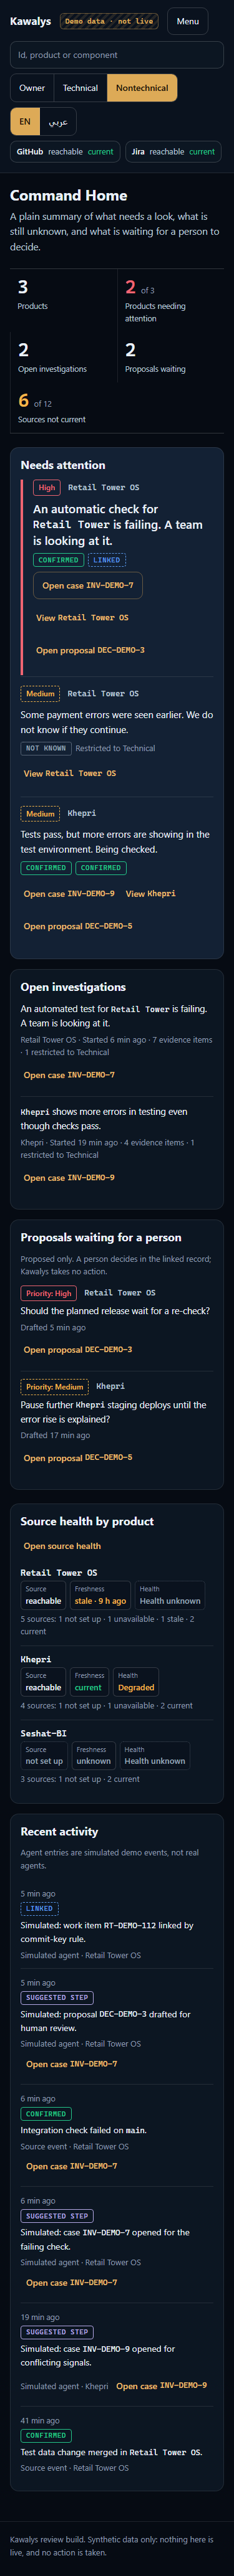 Kawalys
Demo data · not live
Menu
Id, product or component
Owner
Technical
Nontechnical
EN
عربي
GitHub reachable current
Jira reachable current
Command Home
A plain summary of what needs a look, what is
still unknown, and what is waiting for a person to
decide.
3
Products
2 of 3
Products needing
attention
2
Open investigations
2
Proposals waiting
6 of 12
Sources not current
Needs attention
High Retail Tower OS
An automatic check for
Retail Tower is failing. A team
is looking at it.
CONFIRMED LINKED
Open case INV-DEMO-7
View Retail Tower OS
Open proposal DEC-DEMO-3
Medium Retail Tower OS
Some payment errors were seen earlier. We do
not know if they continue.
NOT KNOWN Restricted to Technical
View Retail Tower OS
Medium Khepri
Tests pass, but more errors are showing in the
test environment. Being checked.
CONFIRMED CONFIRMED
Open case INV-DEMO-9 View Khepri
Open proposal DEC-DEMO-5
Open investigations
An automated test for Retail Tower is failing.
A team is looking at it.
Retail Tower OS · Started 6 min ago · 7 evidence items
· 1 restricted to Technical
Open case INV-DEMO-7
Khepri shows more errors in testing even
though checks pass.
Khepri · Started 19 min ago · 4 evidence items · 1
restricted to Technical
Open case INV-DEMO-9
Proposals waiting for a person
Proposed only. A person decides in the linked record;
Kawalys takes no action.
Priority: High Retail Tower OS
Should the planned release wait for a re-check?
Drafted 5 min ago
Open proposal DEC-DEMO-3
Priority: Medium Khepri
Pause further Khepri staging deploys until the
error rise is explained?
Drafted 17 min ago
Open proposal DEC-DEMO-5
Source health by product
Open source health
Retail Tower OS
Source
reachable
Freshness
stale · 9 h ago
Health
Health unknown
5 sources: 1 not set up · 1 unavailable · 1 stale · 2
current
Khepri
Source
reachable
Freshness
current
Health
Degraded
4 sources: 1 not set up · 1 unavailable · 2 current
Seshat-BI
Source
not set up
Freshness
unknown
Health
Health unknown
3 sources: 1 not set up · 2 current
Recent activity
Agent entries are simulated demo events, not real
agents.
5 min ago
LINKED
Simulated: work item RT-DEMO-112 linked by
commit-key rule.
Simulated agent · Retail Tower OS
5 min ago
SUGGESTED STEP
Simulated: proposal DEC-DEMO-3 drafted for
human review.
Simulated agent · Retail Tower OS
Open case INV-DEMO-7
6 min ago
CONFIRMED
Integration check failed on main.
Source event · Retail Tower OS
Open case INV-DEMO-7
6 min ago
SUGGESTED STEP
Simulated: case INV-DEMO-7 opened for the
failing check.
Simulated agent · Retail Tower OS
Open case INV-DEMO-7
19 min ago
SUGGESTED STEP
Simulated: case INV-DEMO-9 opened for
conflicting signals.
Simulated agent · Khepri Open case INV-DEMO-9
41 min ago
CONFIRMED
Test data change merged in Retail Tower OS.
Source event · Retail Tower OS
Kawalys review build. Synthetic data only: nothing here is
live, and no action is taken.